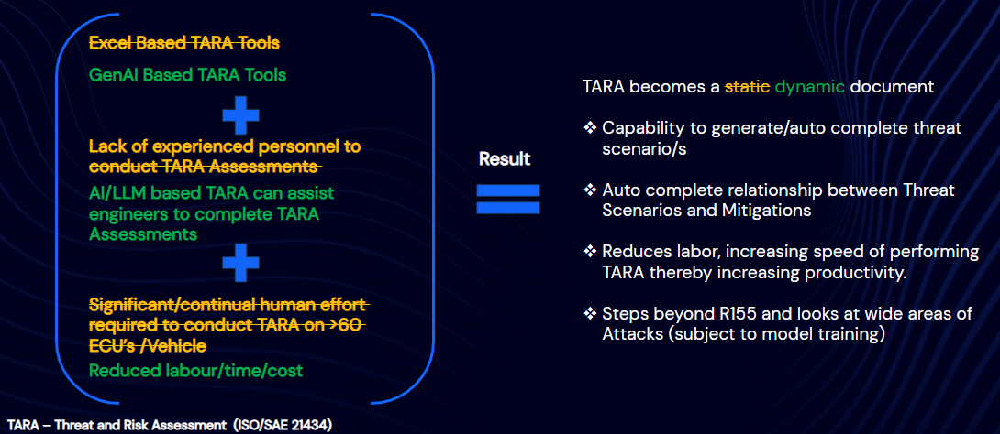 Excel Based TARA Tools
GenAI Based TARA Tools
Lack of experienced personnel to
conduct TARA Assessments
AI/LLM based TARA can assist
engineers to complete TARA
Assessments
Significant/continual human effort
required to conduct TARA on >60
ECU's /Vehicle
Reduced labour/time/cost
Result
TARA becomes a static dynamic document
❖ Capability to generate/auto complete threat
scenario/s
❖ Auto complete relationship between Threat
Scenarios and Mitigations
❖ Reduces labor, increasing speed of performing
TARA thereby increasing productivity.
❖ Steps beyond R155 and looks at wide areas of
Attacks (subject to model training)
TARA – Threat and Risk Assessment (ISO/SAE 21434)